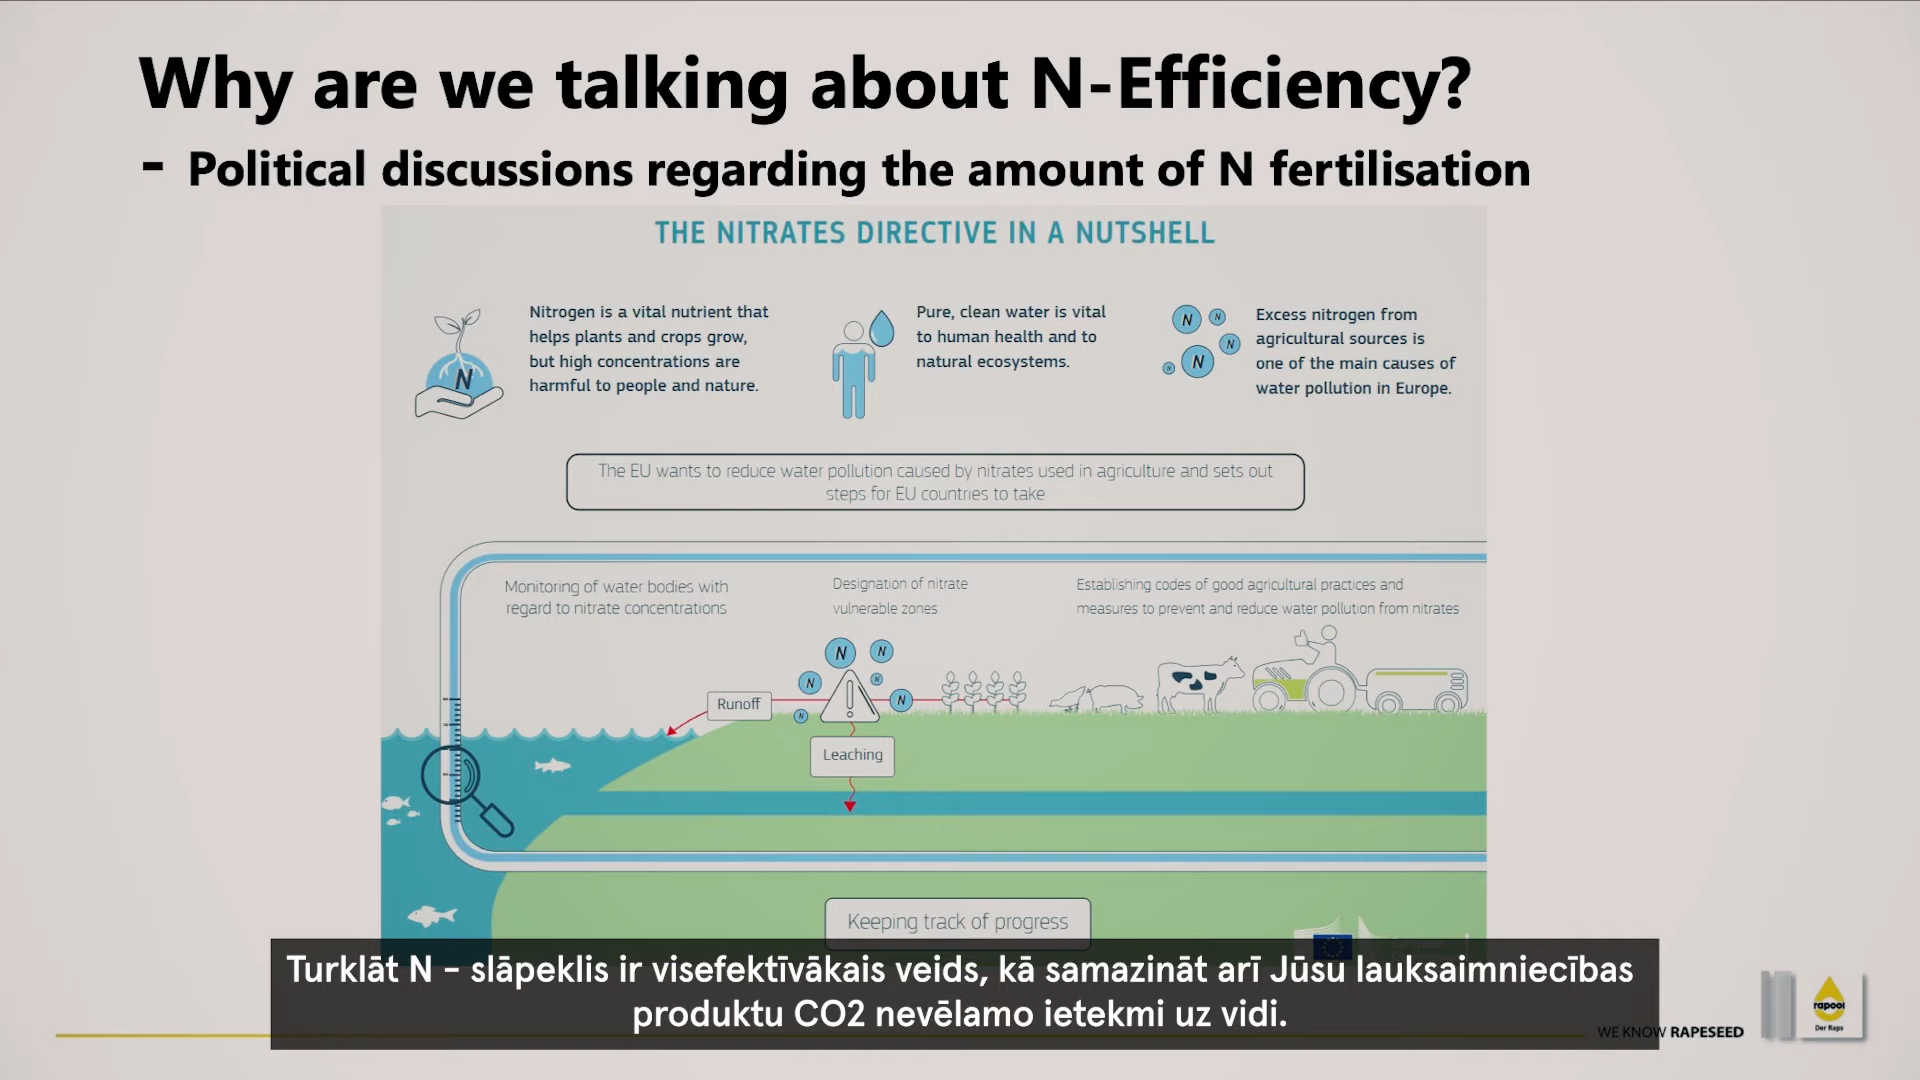 Why are we talking about N-Efficiency?
- Political discussions regarding the amount of N fertilisation
THE NITRATES DIRECTIVE IN A NUTSHELL
Nitrogen is a vital nutrient that
helps plants and crops grow,
but high concentrations are
harmful to people and nature.
N
Pure, clean water is vital
to human health and to
natural ecosystems.
N N
N
N
N
Excess nitrogen from
agricultural sources is
one of the main causes of
water pollution in Europe.
The EU wants to reduce water pollution caused by nitrates used in agriculture and sets out
steps for EU countries to take
Monitoring of water bodies with
regard to nitrate concentrations
Designation of nitrate
vulnerable zones
Establishing codes of good agricultural practices and
measures to prevent and reduce water pollution from nitrates
N N
N N
N N
Runoff
!
Leaching
Keeping track of progress
Turklāt N - slāpeklis ir visefektīvākais veids, kā samazināt arī Jūsu lauksaimniecības
produktu CO2 nevēlamo ietekmi uz vidi.
WE KNOW RAPESEED
rapool
Der Raps